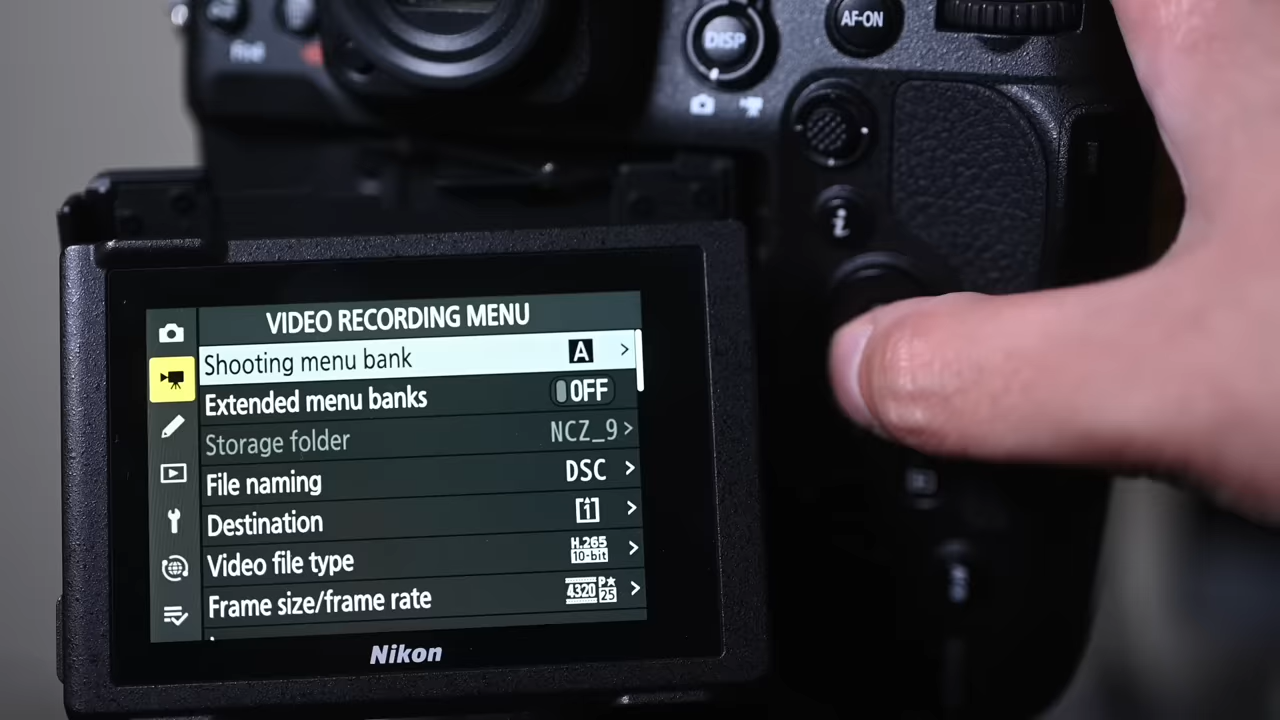 DISP
AF-ON
i
VIDEO RECORDING MENU
Shooting menu bank A >
Extended menu banks OFF
Storage folder NCZ_9 >
File naming DSC >
Destination 1 >
Video file type H.265 10-bit >
Frame size/frame rate 4320 P★ 25 >
Nikon